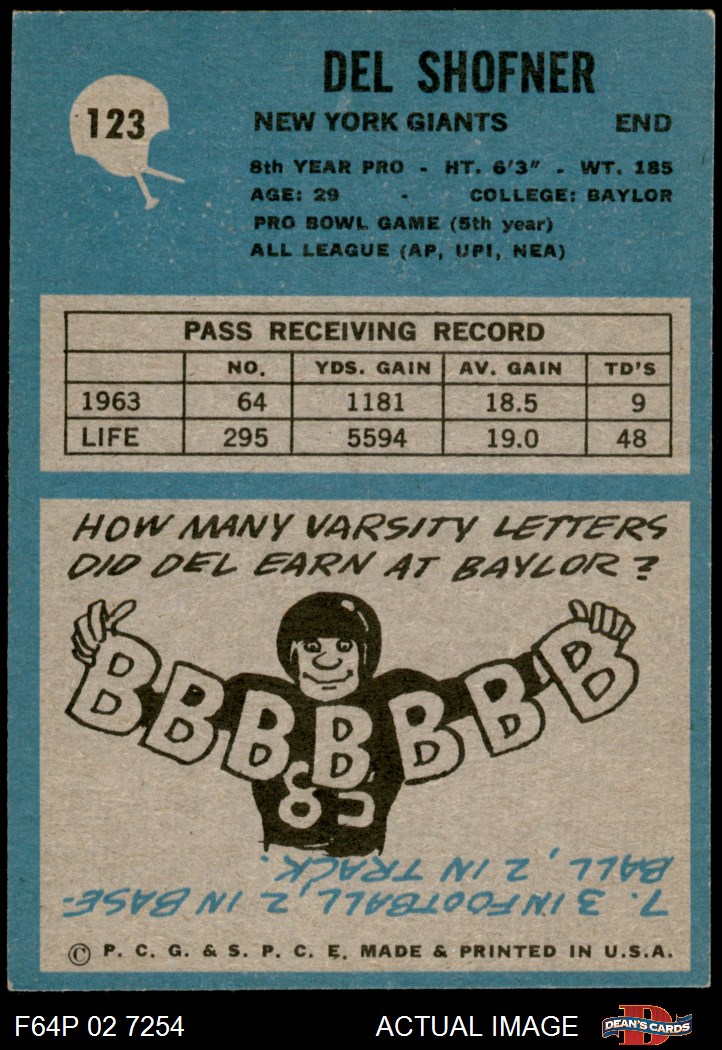 123
DEL SHOFNER
NEW YORK GIANTS END
8th YEAR PRO - HT. 6'3" - WT. 185
AGE: 29 - COLLEGE: BAYLOR
PRO BOWL GAME (5th year)
ALL LEAGUE (AP, UPI, NEA)
PASS RECEIVING RECORD
NO. YDS. GAIN AV. GAIN TD'S
1963 64 1181 18.5 9
LIFE 295 5594 19.0 48
HOW MANY VARSITY LETTERS
DID DEL EARN AT BAYLOR?
B B B B B B B
85
7. 3 IN FOOTBALL, 2 IN BASE-
BALL, 2 IN TRACK.
© P. C. G. & S. P. C. E. MADE & PRINTED IN U.S.A.
F64P 02 7254 ACTUAL IMAGE D DEAN'S CARDS